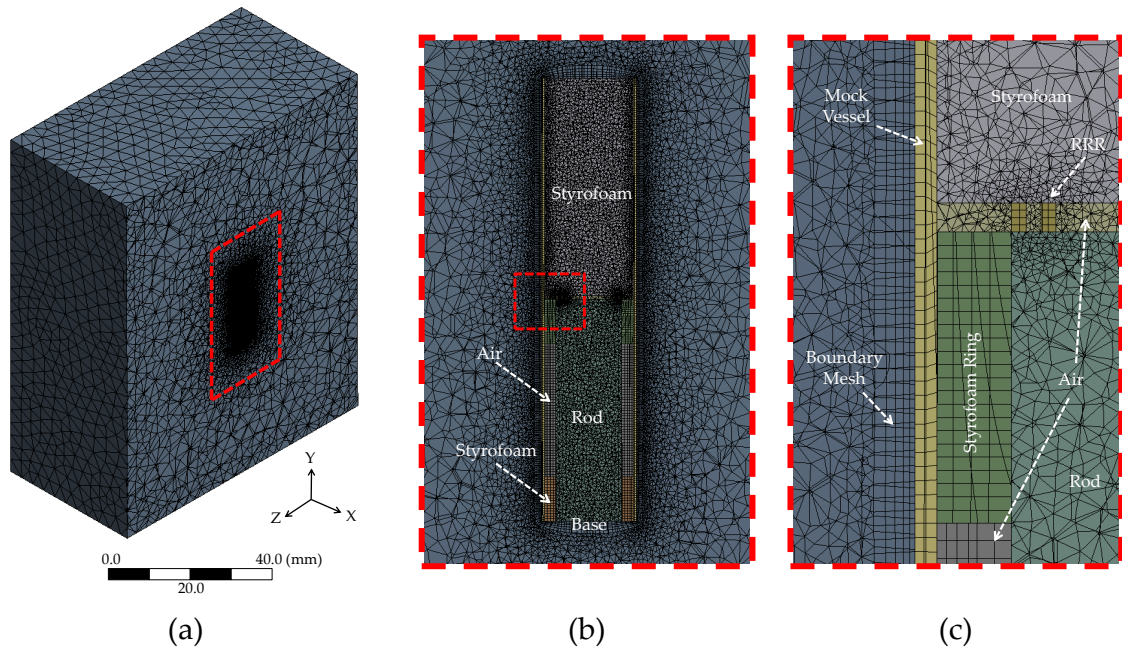 Y
Z
X
0.0
40.0 (mm)
20.0
(a)
Styrofoam
Air
Rod
Styrofoam
Base
(b)
Mock
Vessel
Styrofoam
RRR
Boundary
Mesh
Styrofoam Ring
Air
Rod
(c)